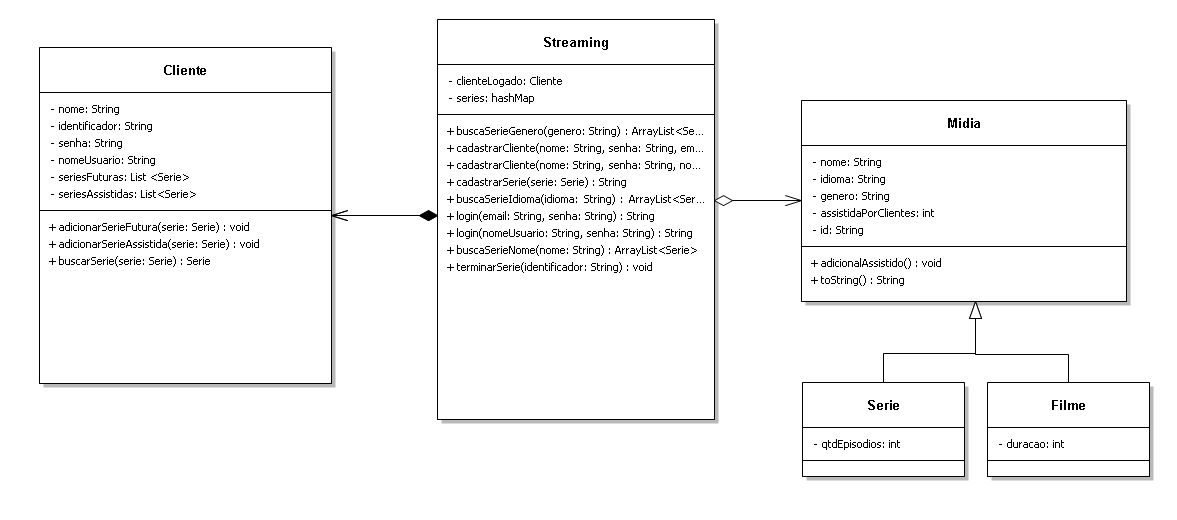 Cliente
- nome: String
- identificador: String
- senha: String
- nomeUsuario: String
- seriesFuturas: List <Serie>
- seriesAssistidas: List<Serie>
+ adicionarSerieFutura(serie: Serie) : void
+ adicionarSerieAssistida(serie: Serie) : void
+ buscarSerie(serie: Serie) : Serie
Streaming
- clienteLogado: Cliente
- series: hashMap
+ buscaSerieGenero(genero: String) : ArrayList<Se...
+ cadastrarCliente(nome: String, senha: String, em...
+ cadastrarCliente(nome: String, senha: String, no...
+ cadastrarSerie(serie: Serie) : String
+ buscaSerieIdioma(idioma: String) : ArrayList<Ser...
+ login(email: String, senha: String) : String
+ login(nomeUsuario: String, senha: String) : String
+ buscaSerieNome(nome: String) : ArrayList<Serie>
+ terminarSerie(identificador: String) : void
Midia
- nome: String
- idioma: String
- genero: String
- assistidaPorClientes: int
- id: String
+ adicionalAssistido() : void
+ toString() : String
Serie
- qtdEpisodios: int
Filme
- duracao: int